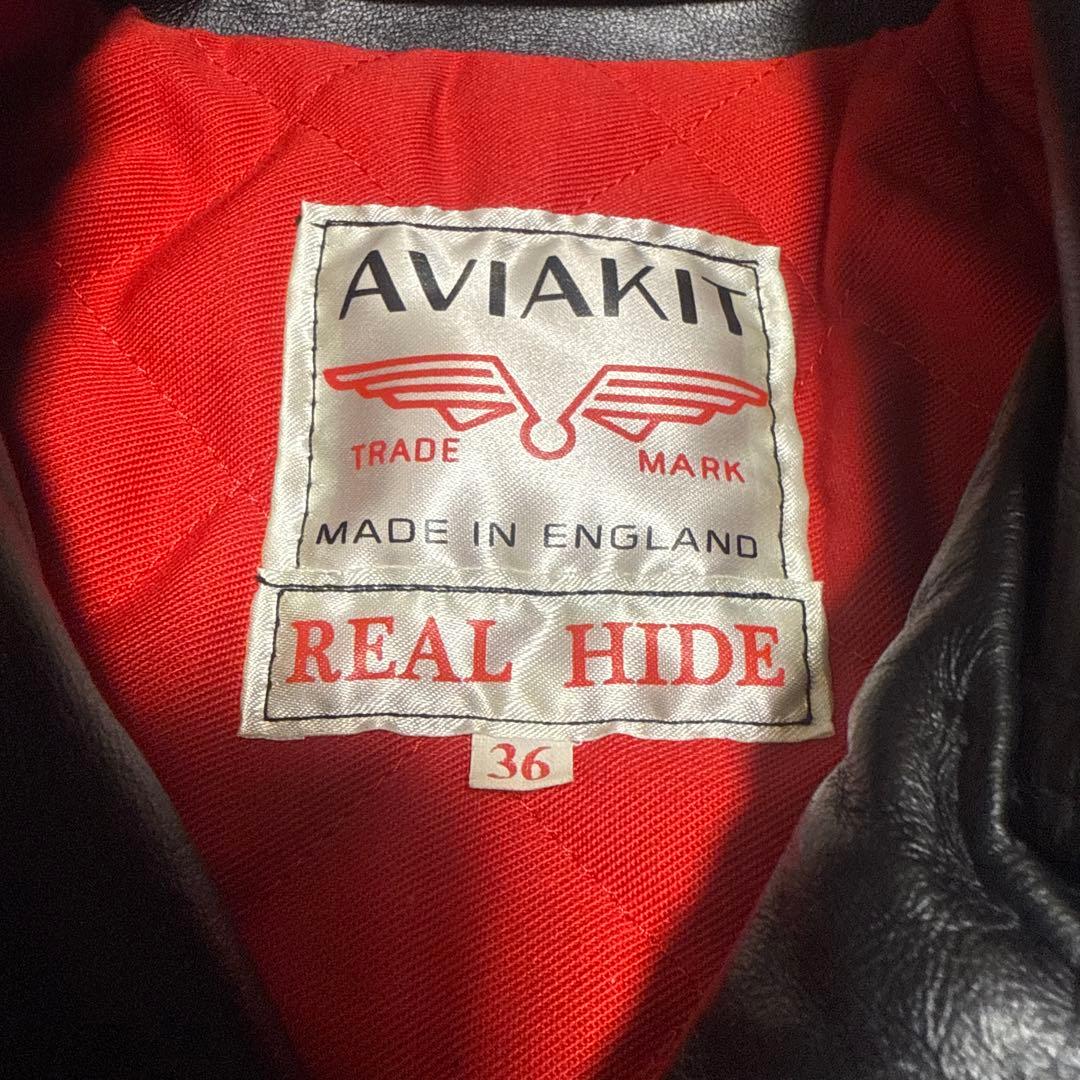 AVIAKIT
TRADE MARK
MADE IN ENGLAND
REAL HIDE
36